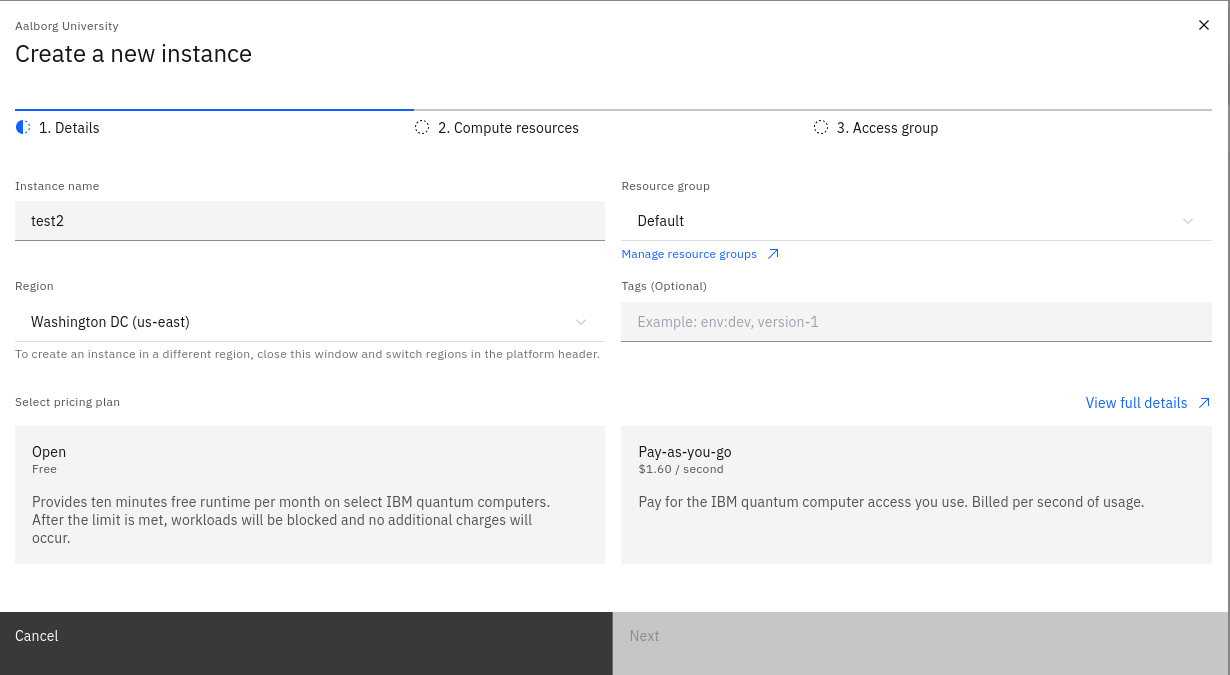 Aalborg University
Create a new instance
1. Details
2. Compute resources
3. Access group
Instance name
test2
Resource group
Default
Manage resource groups
Region
Washington DC (us-east)
To create an instance in a different region, close this window and switch regions in the platform header.
Tags (Optional)
Example: env:dev, version-1
Select pricing plan
View full details
Open
Free
Provides ten minutes free runtime per month on select IBM quantum computers.
After the limit is met, workloads will be blocked and no additional charges will
occur.
Pay-as-you-go
$1.60 / second
Pay for the IBM quantum computer access you use. Billed per second of usage.
Cancel
Next